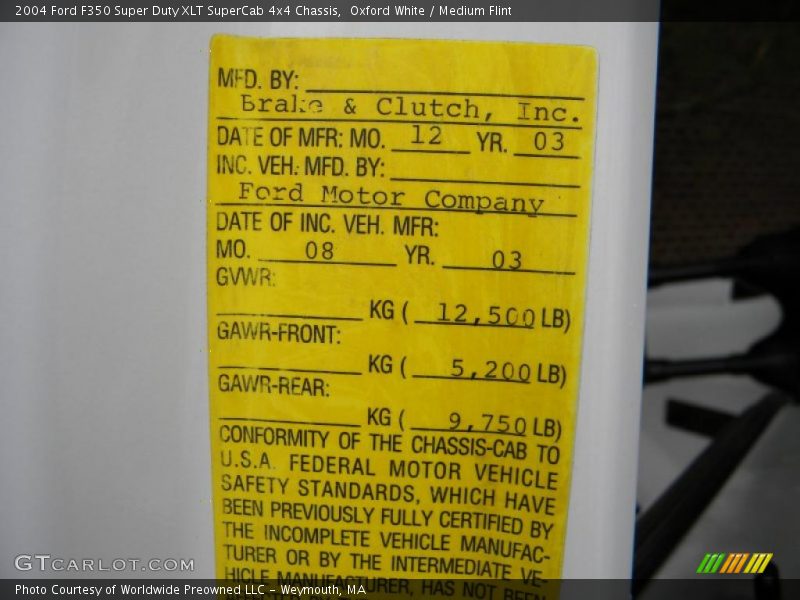 2004 Ford F350 Super Duty XLT SuperCab 4x4 Chassis,  Oxford White / Medium Flint
MFD. BY:
Brake & Clutch, Inc.
DATE OF MFR: MO. 12 YR. 03
INC. VEH. MFD. BY:
Ford Motor Company
DATE OF INC. VEH. MFR:
MO. 08 YR. 03
GVWR:
KG ( 12,500 LB)
GAWR-FRONT:
KG ( 5,200 LB)
GAWR-REAR:
KG ( 9,750 LB)
CONFORMITY OF THE CHASSIS-CAB TO
U.S.A. FEDERAL MOTOR VEHICLE
SAFETY STANDARDS, WHICH HAVE
BEEN PREVIOUSLY FULLY CERTIFIED BY
THE INCOMPLETE VEHICLE MANUFAC-
TURER OR BY THE INTERMEDIATE VE-
HICLE MANUFACTURER, HAS NOT BEEN
GTCARLOT.COM
Photo Courtesy of Worldwide Preowned LLC - Weymouth, MA